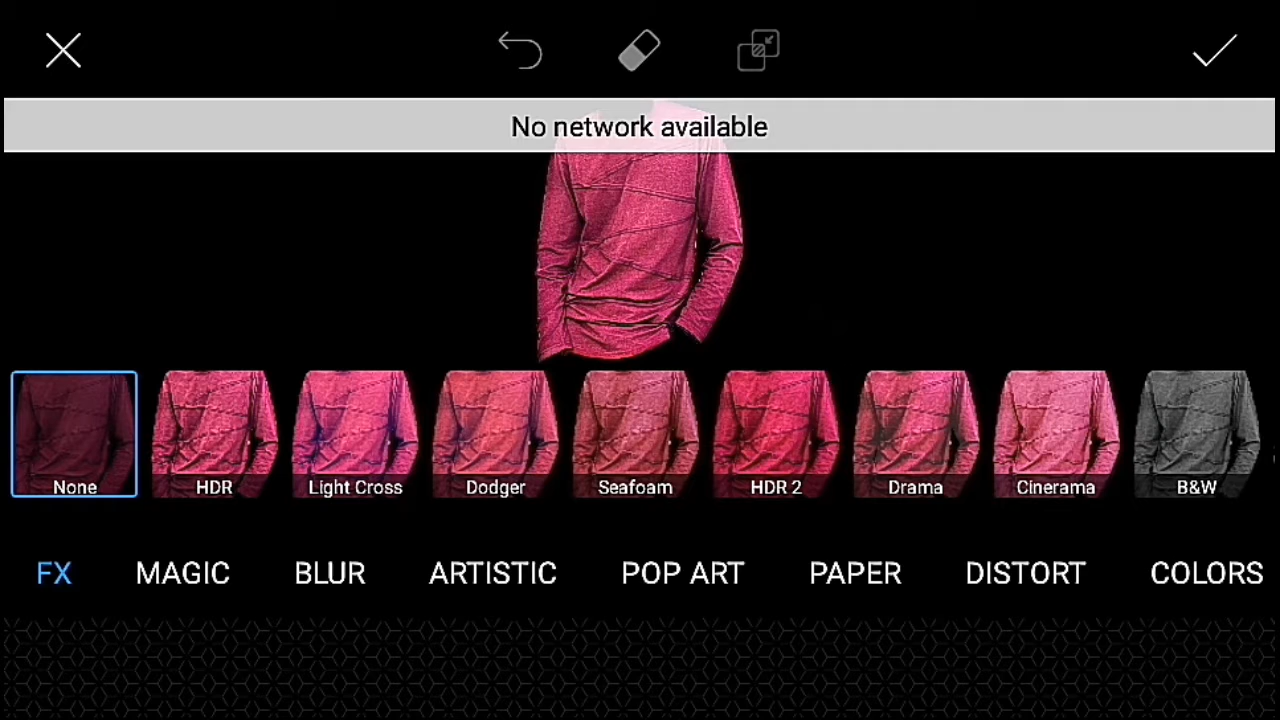 No network available
None HDR Light Cross Dodger Seafoam HDR 2 Drama Cinerama B&W
FX MAGIC BLUR ARTISTIC POP ART PAPER DISTORT COLORS